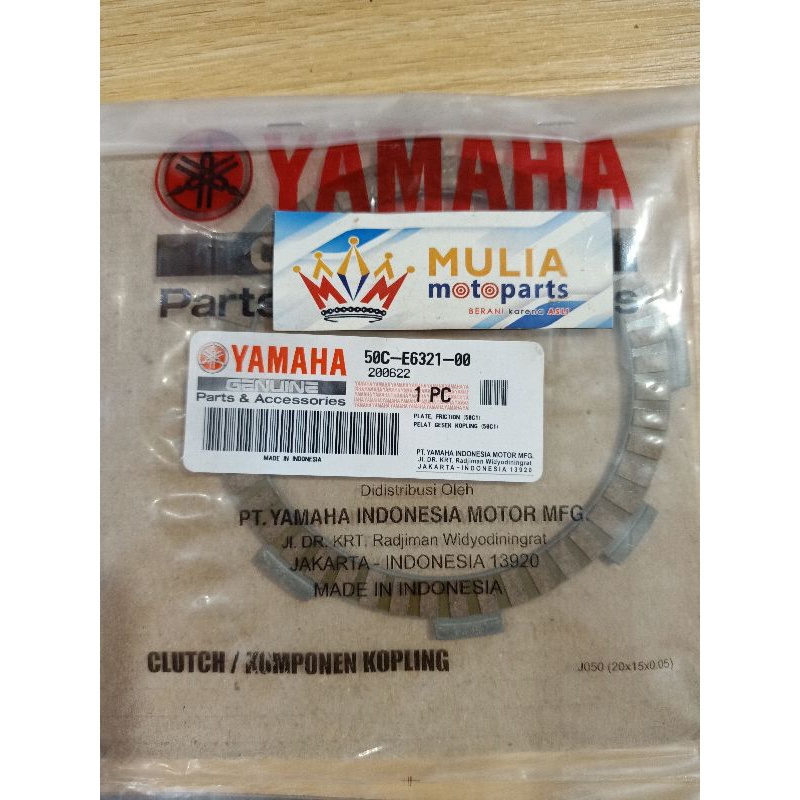 YAMAHA
MULIA
motoparts
BERANI karena ASLI
Parts
YAMAHA
50C-E6321-00
200622
GENUINE
Parts & Accessories
1 PC
PLATE, FRICTION (50C1)
PELAT GESEK KOPLING (50C1)
MADE IN INDONESIA
PT. YAMAHA INDONESIA MOTOR MFG.
Jl. DR. KRT. Radjiman Widyodiningrat
JAKARTA - INDONESIA 13920
Didistribusi Oleh
PT. YAMAHA INDONESIA MOTOR MFG.
Jl. DR. KRT. Radjiman Widyodiningrat
JAKARTA - INDONESIA 13920
MADE IN INDONESIA
CLUTCH / KOMPONEN KOPLING
J050 (20x15x0.05)